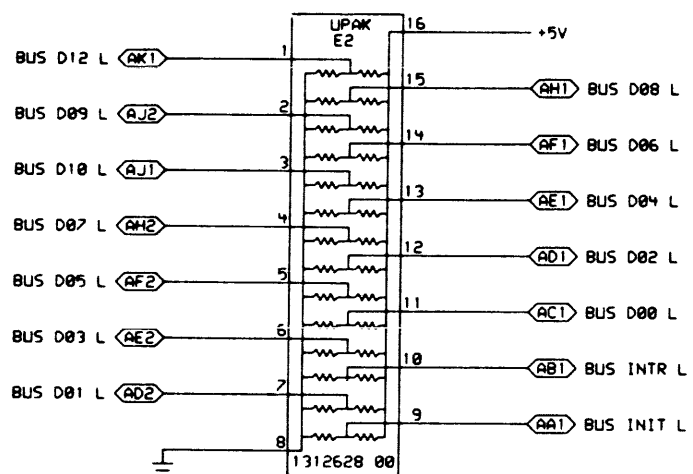 UPAK
E2
16 +5V
BUS D12 L AK1 1
15 AH1 BUS D08 L
BUS D09 L AJ2 2
14 AF1 BUS D06 L
BUS D10 L AJ1 3
13 AE1 BUS D04 L
BUS D07 L AH2 4
12 AD1 BUS D02 L
BUS D05 L AF2 5
11 AC1 BUS D00 L
BUS D03 L AE2 6
10 AB1 BUS INTR L
BUS D01 L AD2 7
9 AA1 BUS INIT L
8
1312628 00